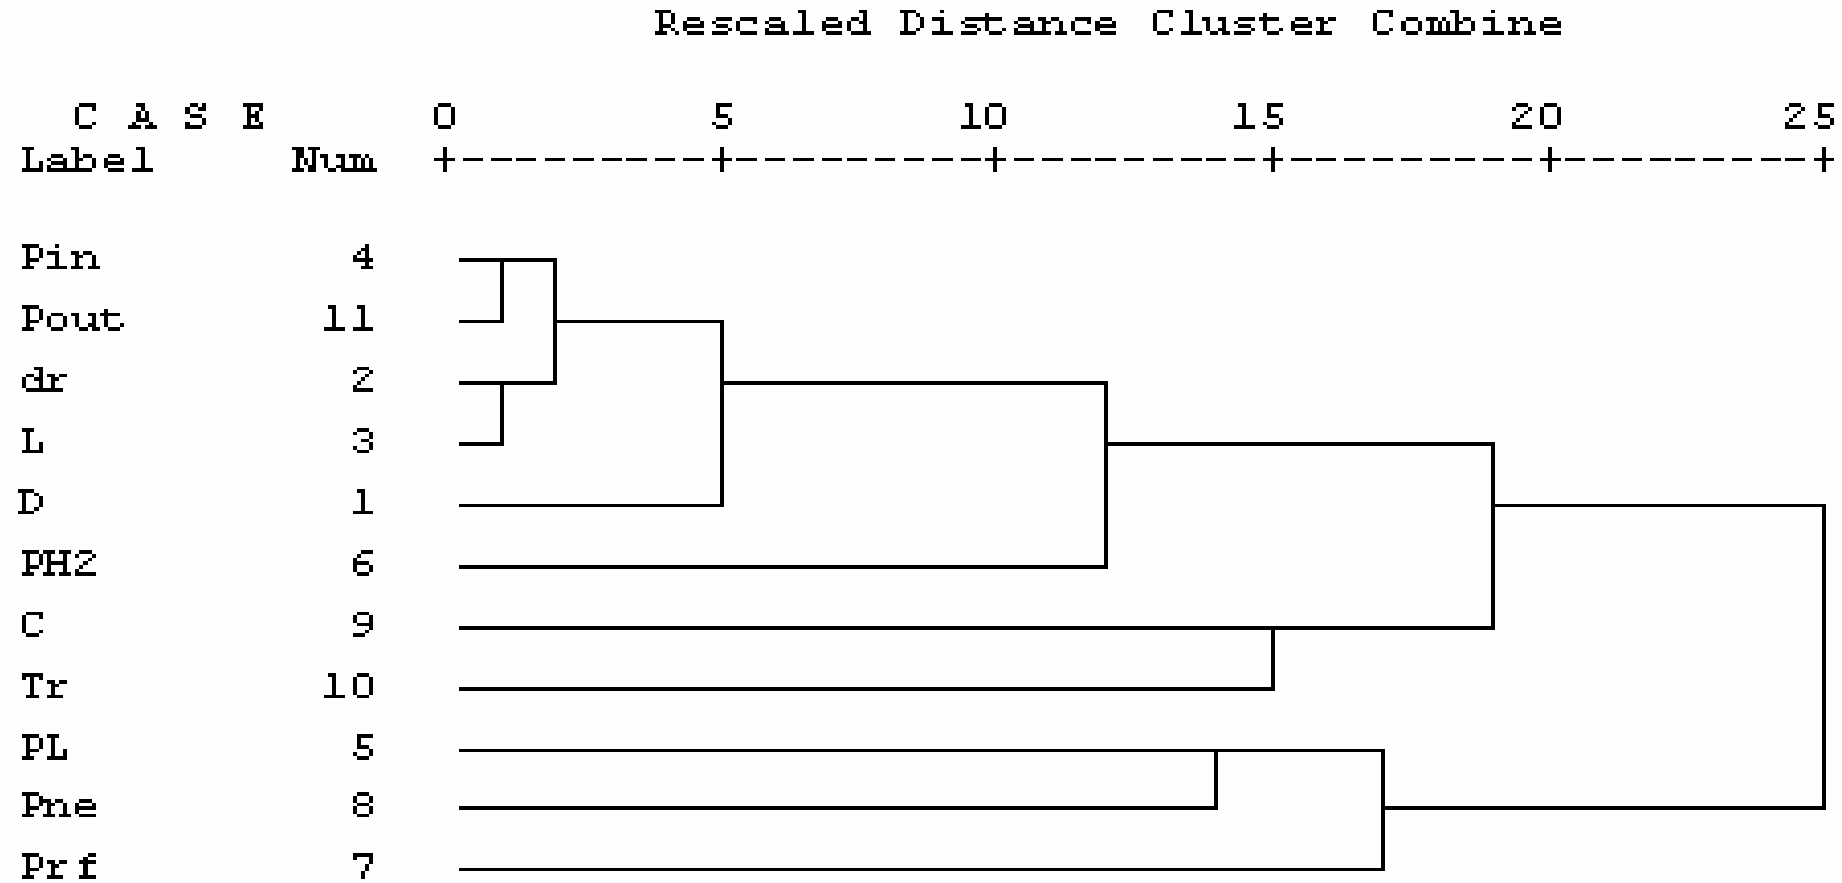 Rescaled Distance Cluster Combine
C A S E 0 5 10 15 20 25
Label Num +---------+---------+---------+---------+---------+
Pin 4
Pout 11
dr 2
L 3
D 1
PH2 6
C 9
Tr 10
PL 5
Pne 8
Prf 7